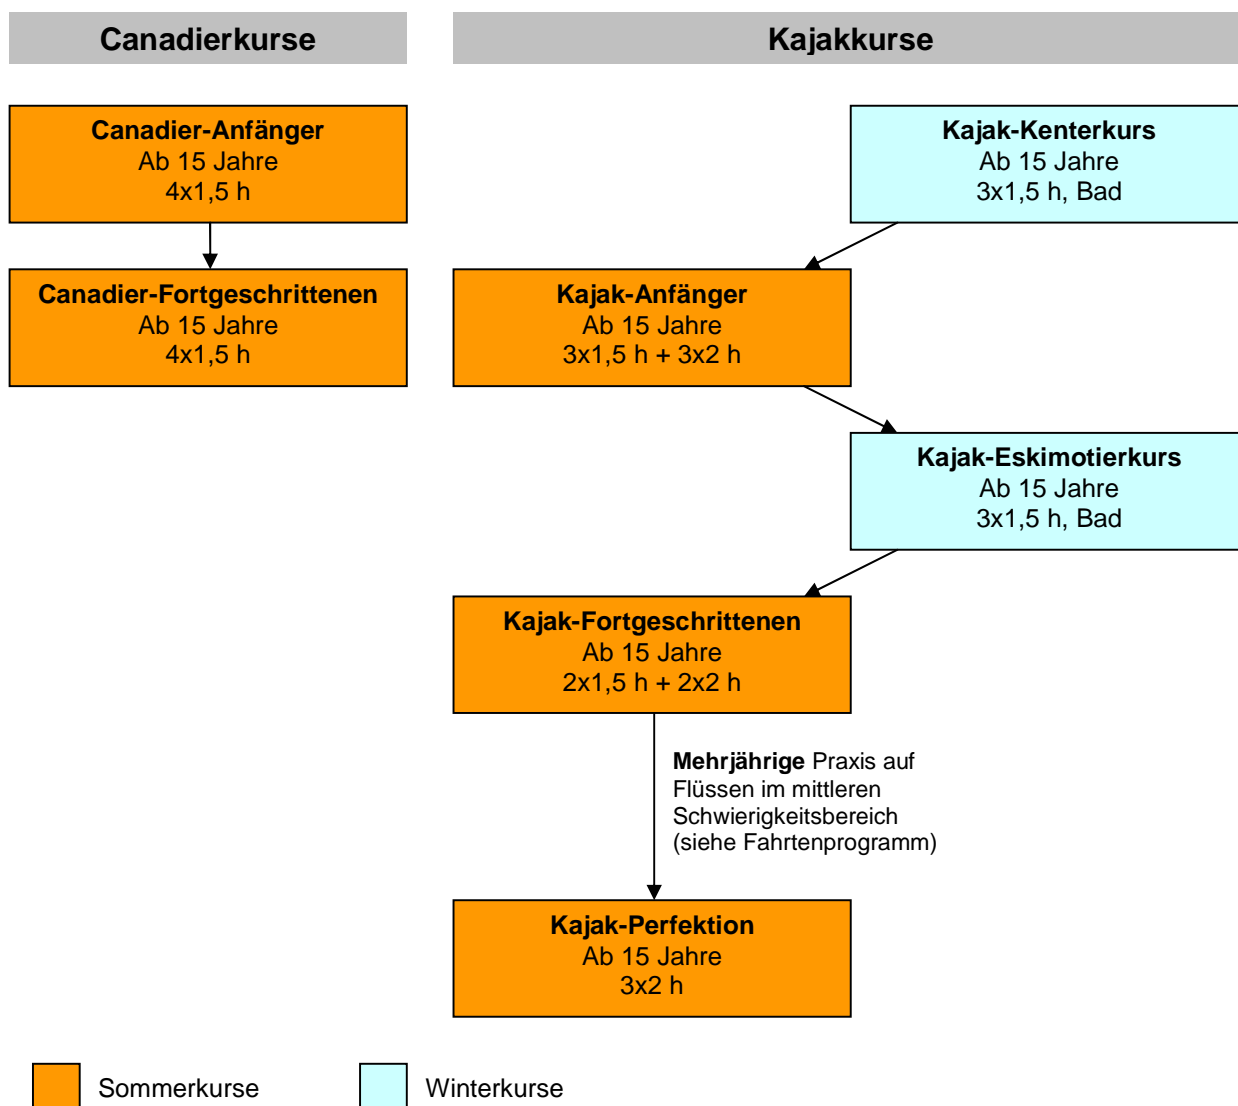 Canadierkurse
Kajakkurse
Canadier-Anfänger
Ab 15 Jahre
4x1,5 h
Kajak-Kenterkurs
Ab 15 Jahre
3x1,5 h, Bad
Canadier-Fortgeschrittenen
Ab 15 Jahre
4x1,5 h
Kajak-Anfänger
Ab 15 Jahre
3x1,5 h + 3x2 h
Kajak-Eskimotierkurs
Ab 15 Jahre
3x1,5 h, Bad
Kajak-Fortgeschrittenen
Ab 15 Jahre
2x1,5 h + 2x2 h
Mehrjährige Praxis auf
Flüssen im mittleren
Schwierigkeitsbereich
(siehe Fahrtenprogramm)
Kajak-Perfektion
Ab 15 Jahre
3x2 h
Sommerkurse
Winterkurse